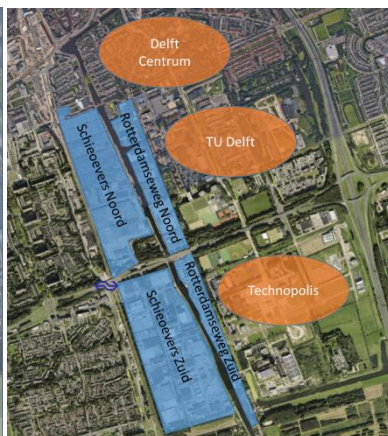 Delft
Centrum
TU Delft
Schieoevers Noord
Rotterdamseweg Noord
Technopolis
Schieoevers Zuid
Rotterdamseweg Zuid